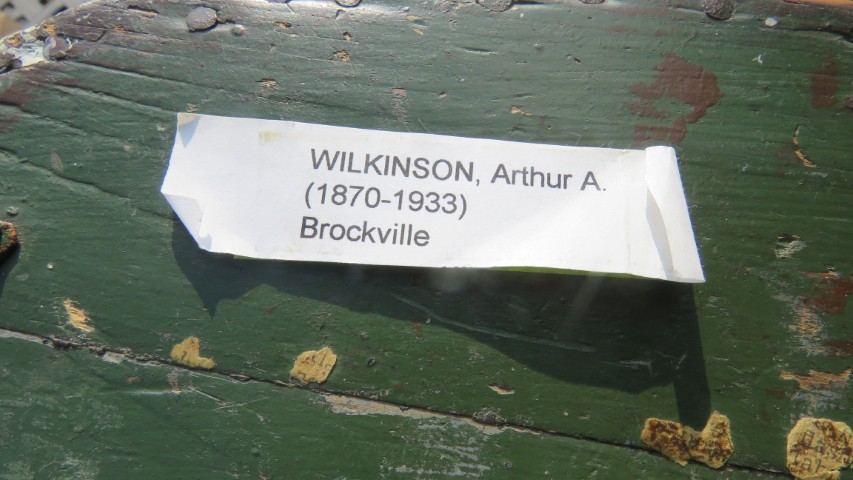 WILKINSON, Arthur A.
(1870-1933)
Brockville